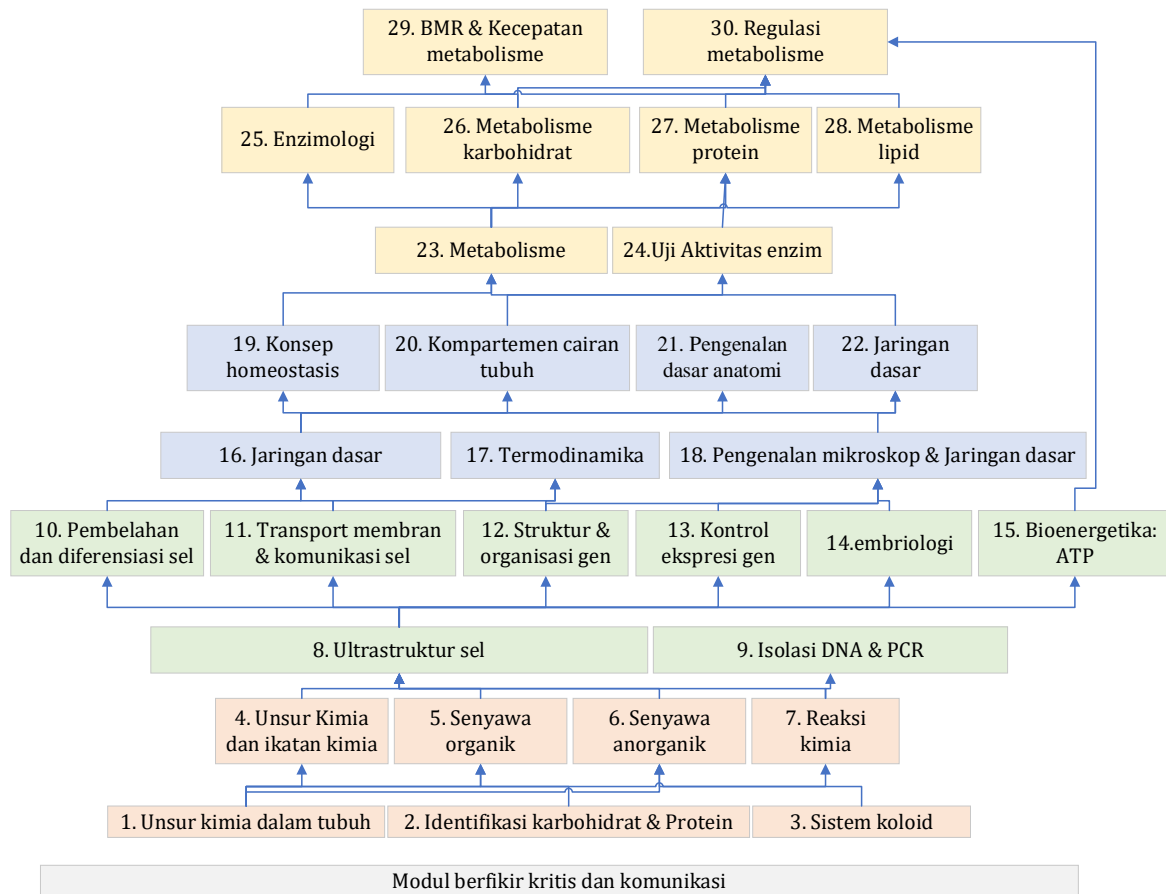 29. BMR & Kecepatan
metabolisme
30. Regulasi
metabolisme
25. Enzimologi
26. Metabolisme
karbohidrat
27. Metabolisme
protein
28. Metabolisme
lipid
23. Metabolisme
24.Uji Aktivitas enzim
19. Konsep
homeostasis
20. Kompartemen cairan
tubuh
21. Pengenalan
dasar anatomi
22. Jaringan
dasar
16. Jaringan dasar
17. Termodinamika
18. Pengenalan mikroskop & Jaringan dasar
10. Pembelahan
dan diferensiasi sel
11. Transport membran
& komunikasi sel
12. Struktur &
organisasi gen
13. Kontrol
ekspresi gen
14.embriologi
15. Bioenergetika:
ATP
8. Ultrastruktur sel
9. Isolasi DNA & PCR
4. Unsur Kimia
dan ikatan kimia
5. Senyawa
organik
6. Senyawa
anorganik
7. Reaksi
kimia
1. Unsur kimia dalam tubuh
2. Identifikasi karbohidrat & Protein
3. Sistem koloid
Modul berfikir kritis dan komunikasi